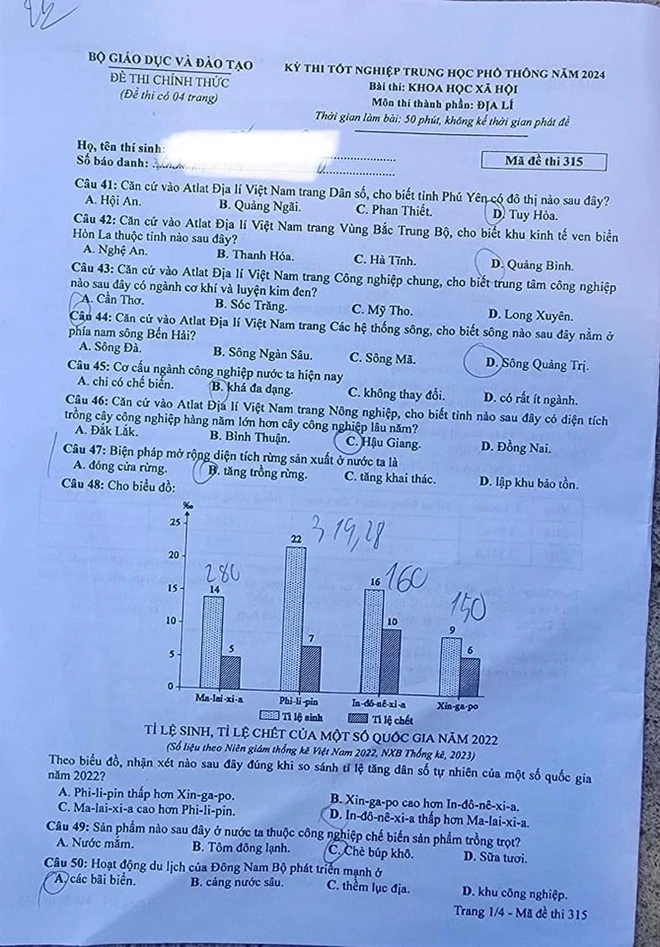 BỘ GIÁO DỤC VÀ ĐÀO TẠO
ĐỀ THI CHÍNH THỨC
(Đề thi có 04 trang)
KỲ THI TỐT NGHIỆP TRUNG HỌC PHỔ THÔNG NĂM 2024
Bài thi: KHOA HỌC XÃ HỘI
Môn thi thành phần: ĐỊA LÍ
Thời gian làm bài: 50 phút, không kể thời gian phát đề
Họ, tên thí sinh:
Số báo danh:
Mã đề thi 315
Câu 41: Căn cứ vào Atlat Địa lí Việt Nam trang Dân số, cho biết tỉnh Phú Yên có đô thị nào sau đây?
A. Hội An. B. Quảng Ngãi. C. Phan Thiết. D. Tuy Hòa.
Câu 42: Căn cứ vào Atlat Địa lí Việt Nam trang Vùng Bắc Trung Bộ, cho biết khu kinh tế ven biển
Hòn La thuộc tỉnh nào sau đây?
A. Nghệ An. B. Thanh Hóa. C. Hà Tĩnh. D. Quảng Bình.
Câu 43: Căn cứ vào Atlat Địa lí Việt Nam trang Công nghiệp chung, cho biết trung tâm công nghiệp
nào sau đây có ngành cơ khí và luyện kim đen?
A. Cần Thơ. B. Sóc Trăng. C. Mỹ Tho. D. Long Xuyên.
Câu 44: Căn cứ vào Atlat Địa lí Việt Nam trang Các hệ thống sông, cho biết sông nào sau đây nằm ở
phía nam sông Bến Hải?
A. Sông Đà. B. Sông Ngàn Sâu. C. Sông Mã. D. Sông Quảng Trị.
Câu 45: Cơ cấu ngành công nghiệp nước ta hiện nay
A. chỉ có chế biến. B. khá đa dạng. C. không thay đổi. D. có rất ít ngành.
Câu 46: Căn cứ vào Atlat Địa lí Việt Nam trang Nông nghiệp, cho biết tỉnh nào sau đây có diện tích
trồng cây công nghiệp hàng năm lớn hơn cây công nghiệp lâu năm?
A. Đắk Lắk. B. Bình Thuận. C. Hậu Giang. D. Đồng Nai.
Câu 47: Biện pháp mở rộng diện tích rừng sản xuất ở nước ta là
A. đóng cửa rừng. B. tăng trồng rừng. C. tăng khai thác. D. lập khu bảo tồn.
Câu 48: Cho biểu đồ:
‰
25
20
15
10
5
0
280
319,28
160
150
14 5 22 7 16 10 9 6
Ma-lai-xi-a Phi-li-pin In-đô-nê-xi-a Xin-ga-po
Tỉ lệ sinh Tỉ lệ chết
TỈ LỆ SINH, TỈ LỆ CHẾT CỦA MỘT SỐ QUỐC GIA NĂM 2022
(Số liệu theo Niên giám thống kê Việt Nam 2022, NXB Thống kê, 2023)
Theo biểu đồ, nhận xét nào sau đây đúng khi so sánh tỉ lệ tăng dân số tự nhiên của một số quốc gia
năm 2022?
A. Phi-li-pin thấp hơn Xin-ga-po. B. Xin-ga-po cao hơn In-đô-nê-xi-a.
C. Ma-lai-xi-a cao hơn Phi-li-pin. D. In-đô-nê-xi-a thấp hơn Ma-lai-xi-a.
Câu 49: Sản phẩm nào sau đây ở nước ta thuộc công nghiệp chế biến sản phẩm trồng trọt?
A. Nước mắm. B. Tôm đông lạnh. C. Chè búp khô. D. Sữa tươi.
Câu 50: Hoạt động du lịch của Đông Nam Bộ phát triển mạnh ở
A. các bãi biển. B. cảng nước sâu. C. thềm lục địa. D. khu công nghiệp.
Trang 1/4 - Mã đề thi 315